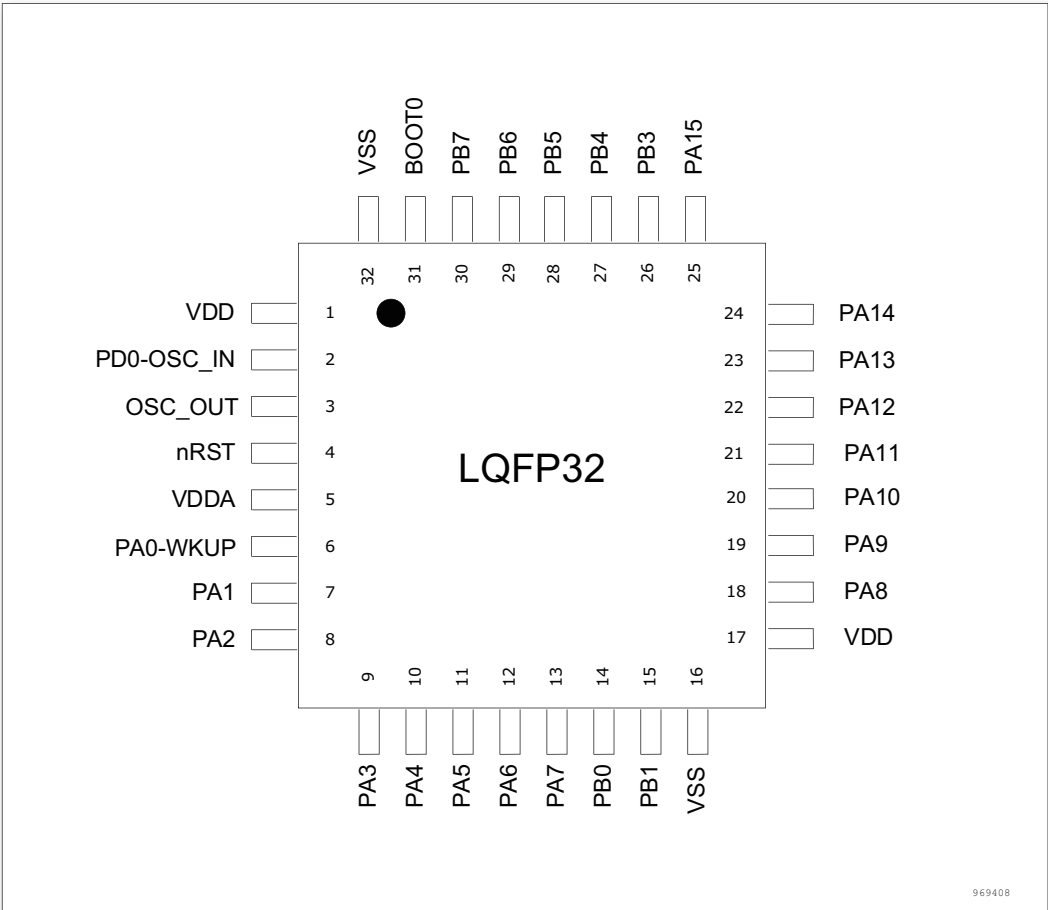 VSS
BOOT0
PB7
PB6
PB5
PB4
PB3
PA15
32
31
30
29
28
27
26
25
VDD 1
PD0-OSC_IN 2
OSC_OUT 3
nRST 4
VDDA 5
PA0-WKUP 6
PA1 7
PA2 8
LQFP32
24 PA14
23 PA13
22 PA12
21 PA11
20 PA10
19 PA9
18 PA8
17 VDD
9
10
11
12
13
14
15
16
PA3
PA4
PA5
PA6
PA7
PB0
PB1
VSS
969408